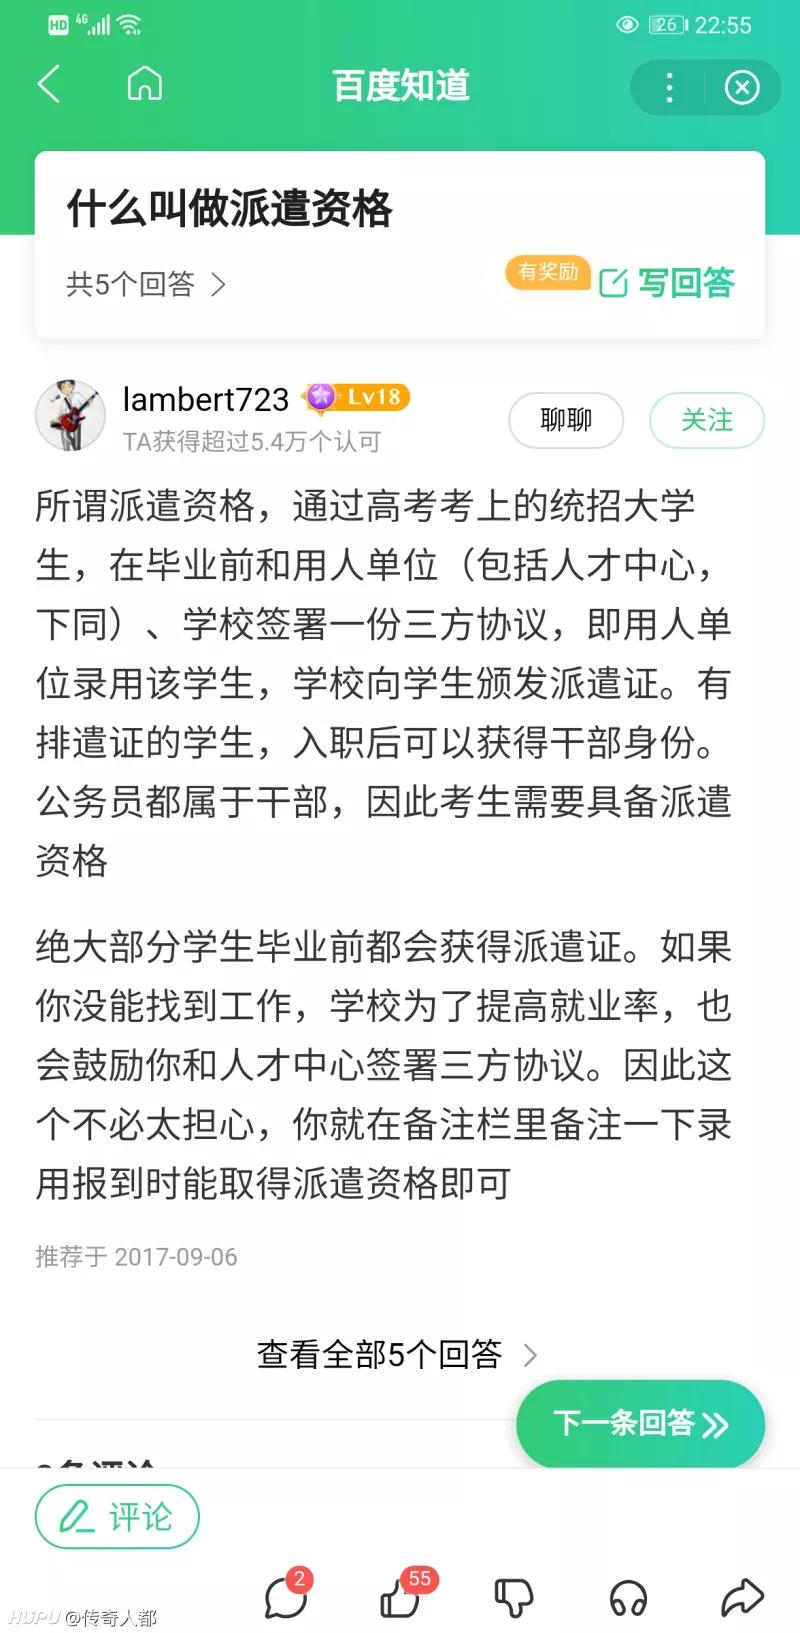 HD 4G 26 22:55
百度知道
什么叫做派遣资格
共5个回答
有奖励 写回答
lambert723 Lv18
TA获得超过5.4万个认可
聊聊 关注
所谓派遣资格，通过高考考上的统招大学
生，在毕业前和用人单位（包括人才中心，
下同）、学校签署一份三方协议，即用人单
位录用该学生，学校向学生颁发派遣证。有
排遣证的学生，入职后可以获得干部身份。
公务员都属于干部，因此考生需要具备派遣
资格
绝大部分学生毕业前都会获得派遣证。如果
你没能找到工作，学校为了提高就业率，也
会鼓励你和人才中心签署三方协议。因此这
个不必太担心，你就在备注栏里备注一下录
用报到时能取得派遣资格即可
推荐于 2017-09-06
查看全部5个回答
下一条回答
条评论
评论
2 55
HUPU @传奇人都